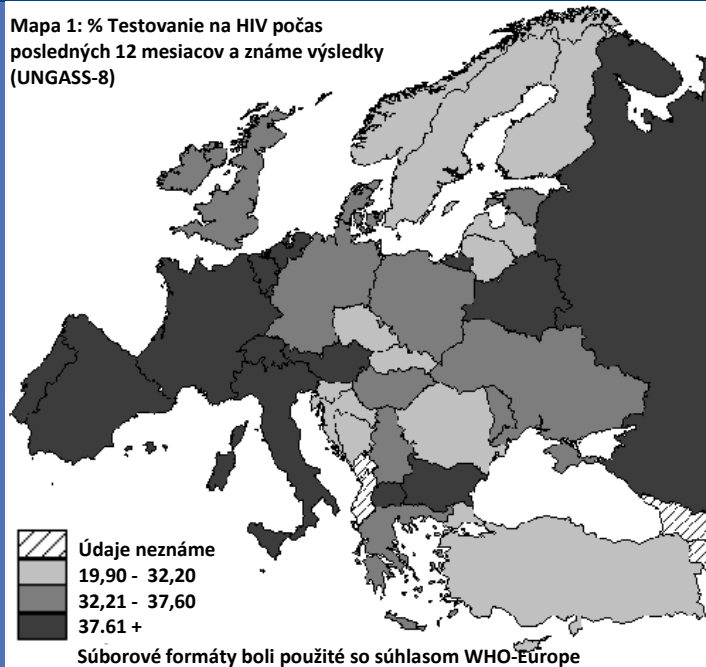 Mapa 1: % Testovanie na HIV počas
posledných 12 mesiacov a známe výsledky
(UNGASS-8)
Údaje neznáme
19,90 - 32,20
32,21 - 37,60
37.61 +
Súborové formáty boli použité so súhlasom WHO-Europe